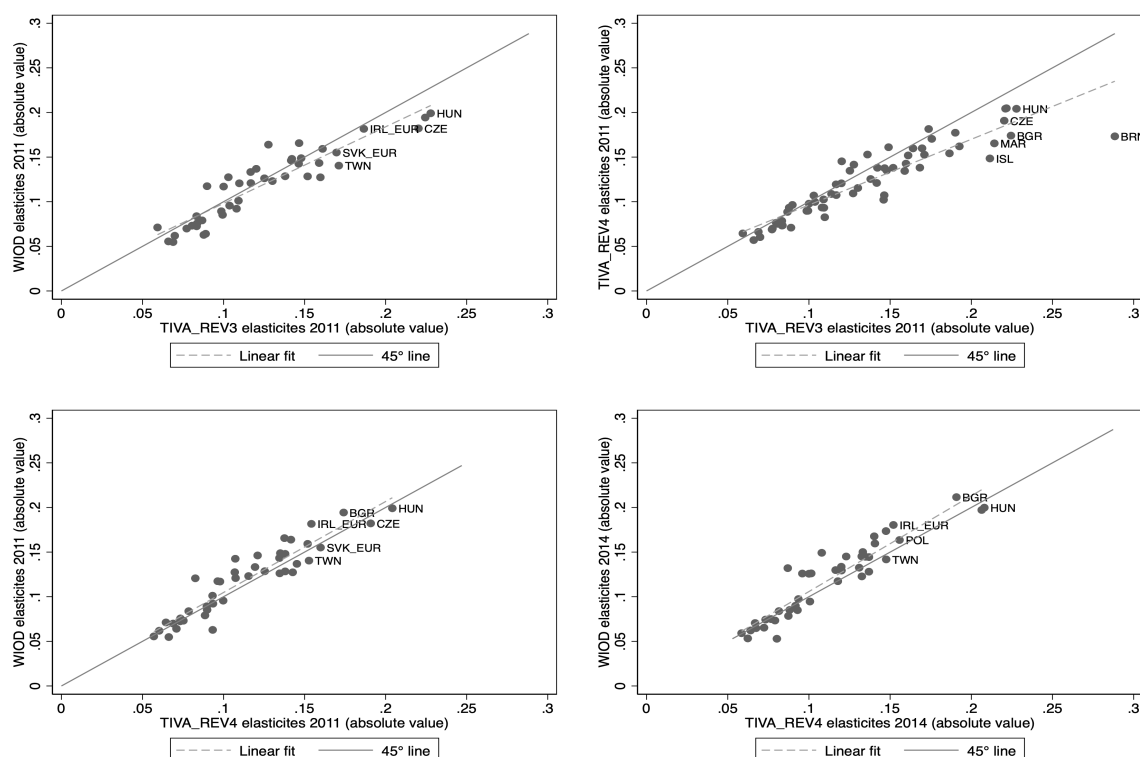 WIOD elasticites 2011 (absolute value)
.3
.25
.2
.15
.1
.05
0
HUN
IRL_EUR
CZE
SVK_EUR
TWN
0
.05
.1
.15
.2
.25
.3
TIVA_REV3 elasticites 2011 (absolute value)
Linear fit
45° line
TIVA_REV4 elasticites 2011 (absolute value)
.3
.25
.2
.15
.1
.05
0
HUN
CZE
BGR
BRN
MAR
ISL
0
.05
.1
.15
.2
.25
.3
TIVA_REV3 elasticites 2011 (absolute value)
Linear fit
45° line
WIOD elasticites 2011 (absolute value)
.3
.25
.2
.15
.1
.05
0
BGR
HUN
IRL_EUR
CZE
SVK_EUR
TWN
0
.05
.1
.15
.2
.25
.3
TIVA_REV4 elasticites 2011 (absolute value)
Linear fit
45° line
WIOD elasticites 2014 (absolute value)
.3
.25
.2
.15
.1
.05
0
BGR
HUN
IRL_EUR
POL
TWN
0
.05
.1
.15
.2
.25
.3
TIVA_REV4 elasticites 2014 (absolute value)
Linear fit
45° line